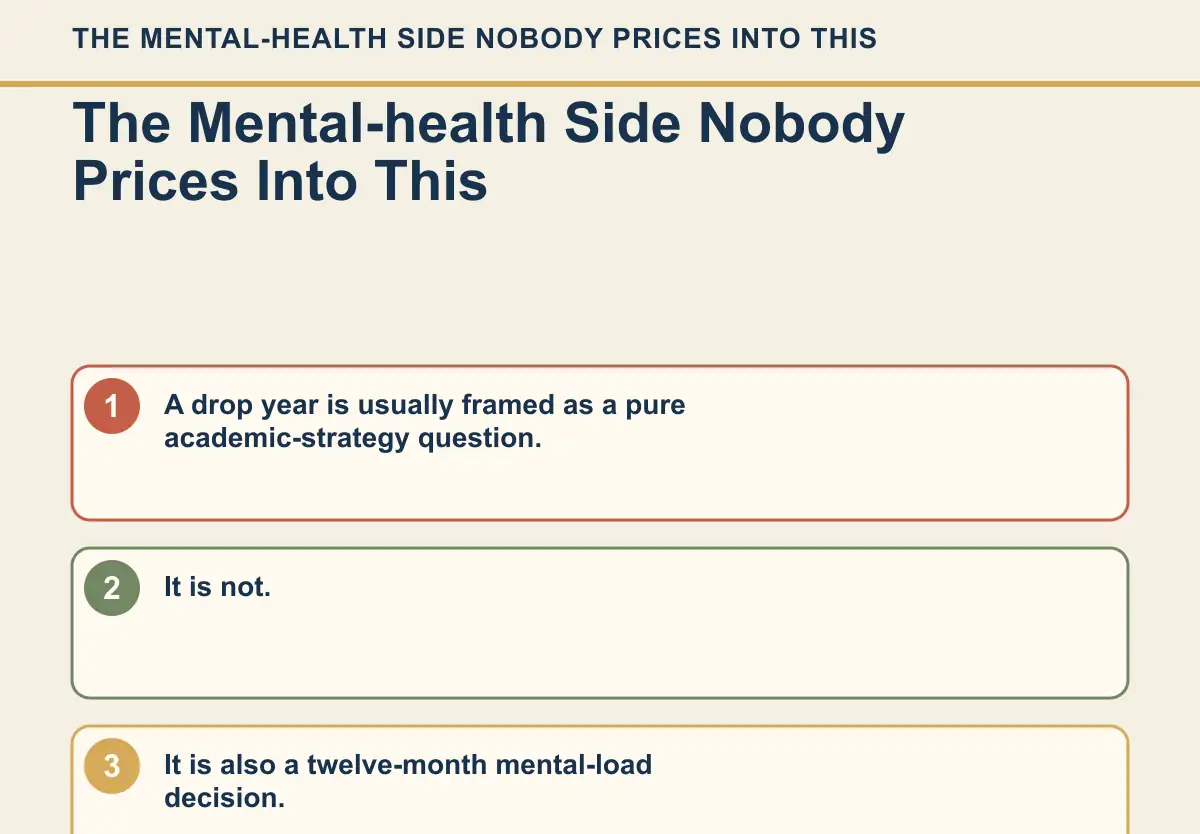 THE MENTAL-HEALTH SIDE NOBODY PRICES INTO THIS
The Mental-health Side Nobody
Prices Into This
1
A drop year is usually framed as a pure
academic-strategy question.
2
It is not.
3
It is also a twelve-month mental-load
decision.